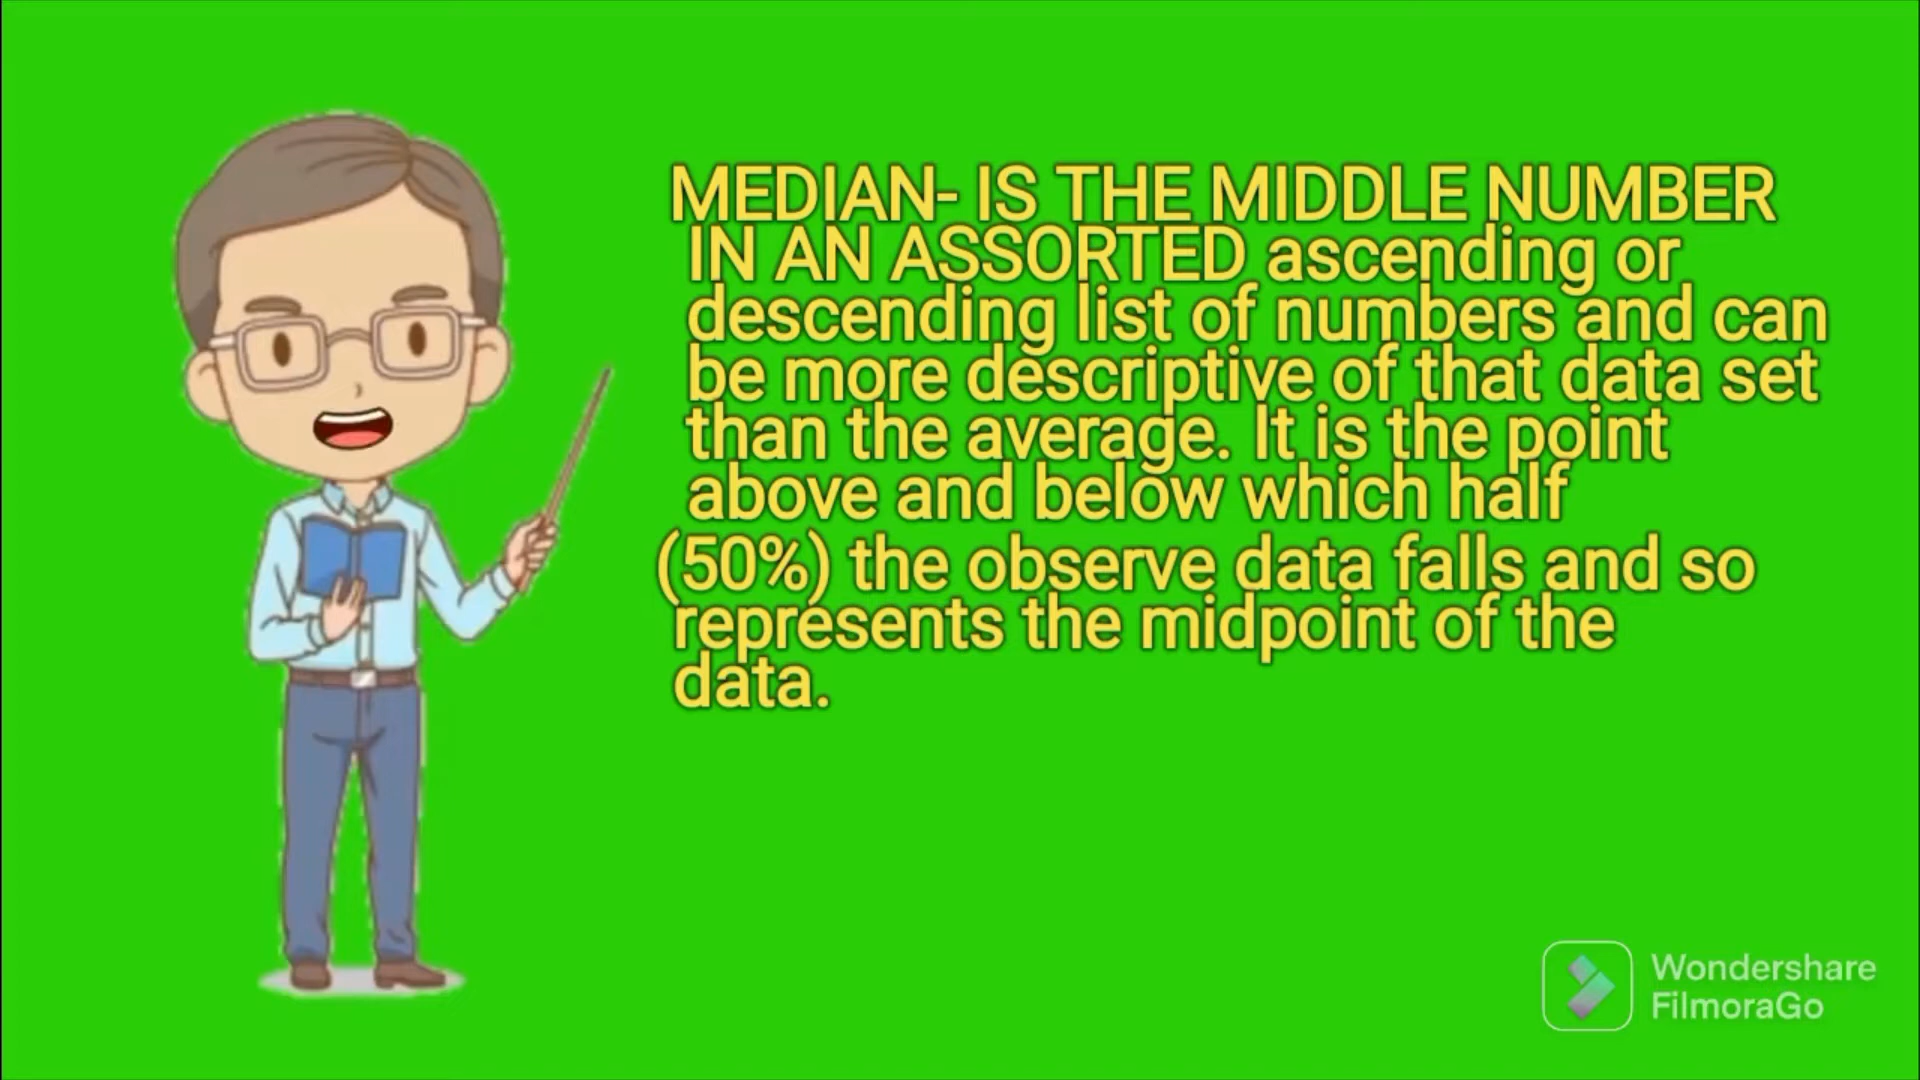 MEDIAN- IS THE MIDDLE NUMBER
IN AN ASSORTED ascending or
descending list of numbers and can
be more descriptive of that data set
than the average. It is the point
above and below which half
(50%) the observe data falls and so
represents the midpoint of the
data.
Wondershare
FilmoraGo